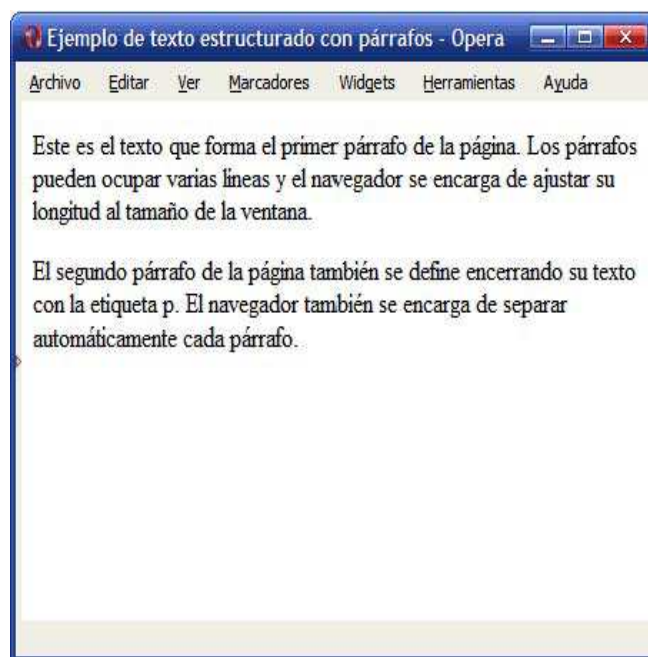 Ejemplo de texto estructurado con párrafos - Opera
Archivo Editar Ver Marcadores Widgets Herramientas Ayuda
Este es el texto que forma el primer párrafo de la página. Los párrafos
pueden ocupar varias líneas y el navegador se encarga de ajustar su
longitud al tamaño de la ventana.
El segundo párrafo de la página también se define encerrando su texto
con la etiqueta p. El navegador también se encarga de separar
automáticamente cada párrafo.